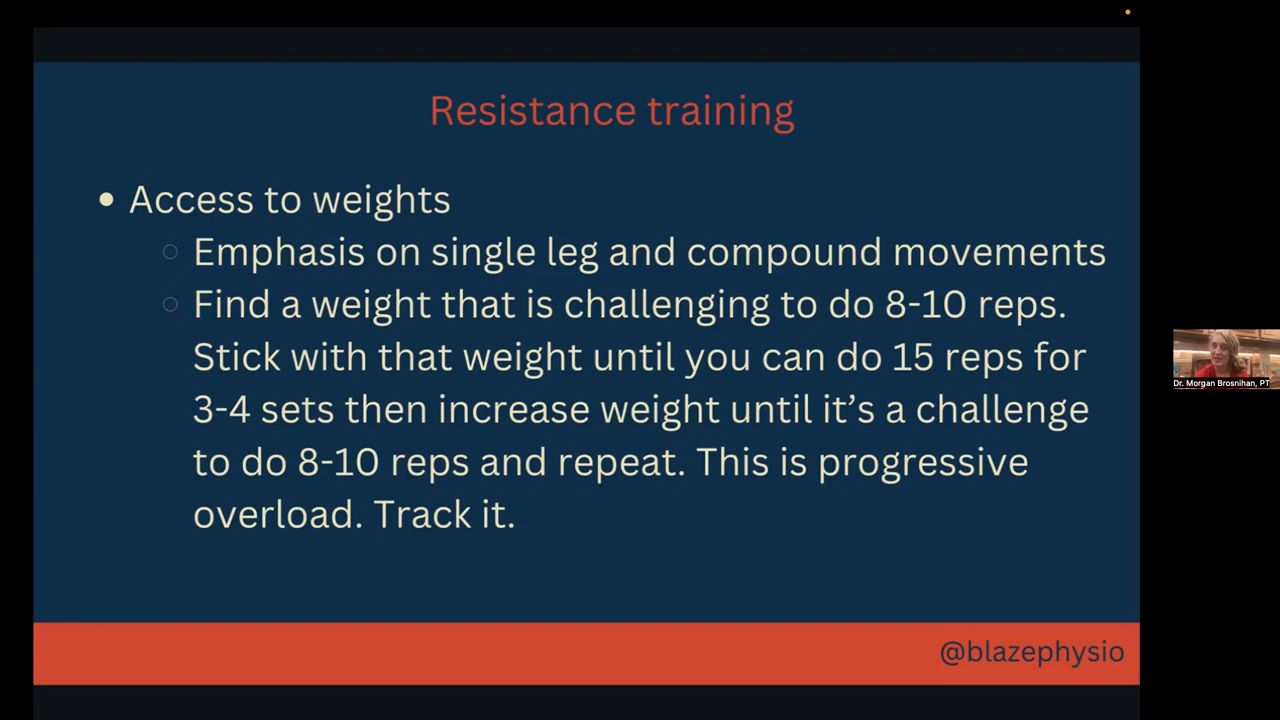 Resistance training
Access to weights
Emphasis on single leg and compound movements
Find a weight that is challenging to do 8-10 reps.
Stick with that weight until you can do 15 reps for
3-4 sets then increase weight until it’s a challenge
to do 8-10 reps and repeat. This is progressive
overload. Track it.
Dr. Morgan Brosnihan, PT
@blazephysio